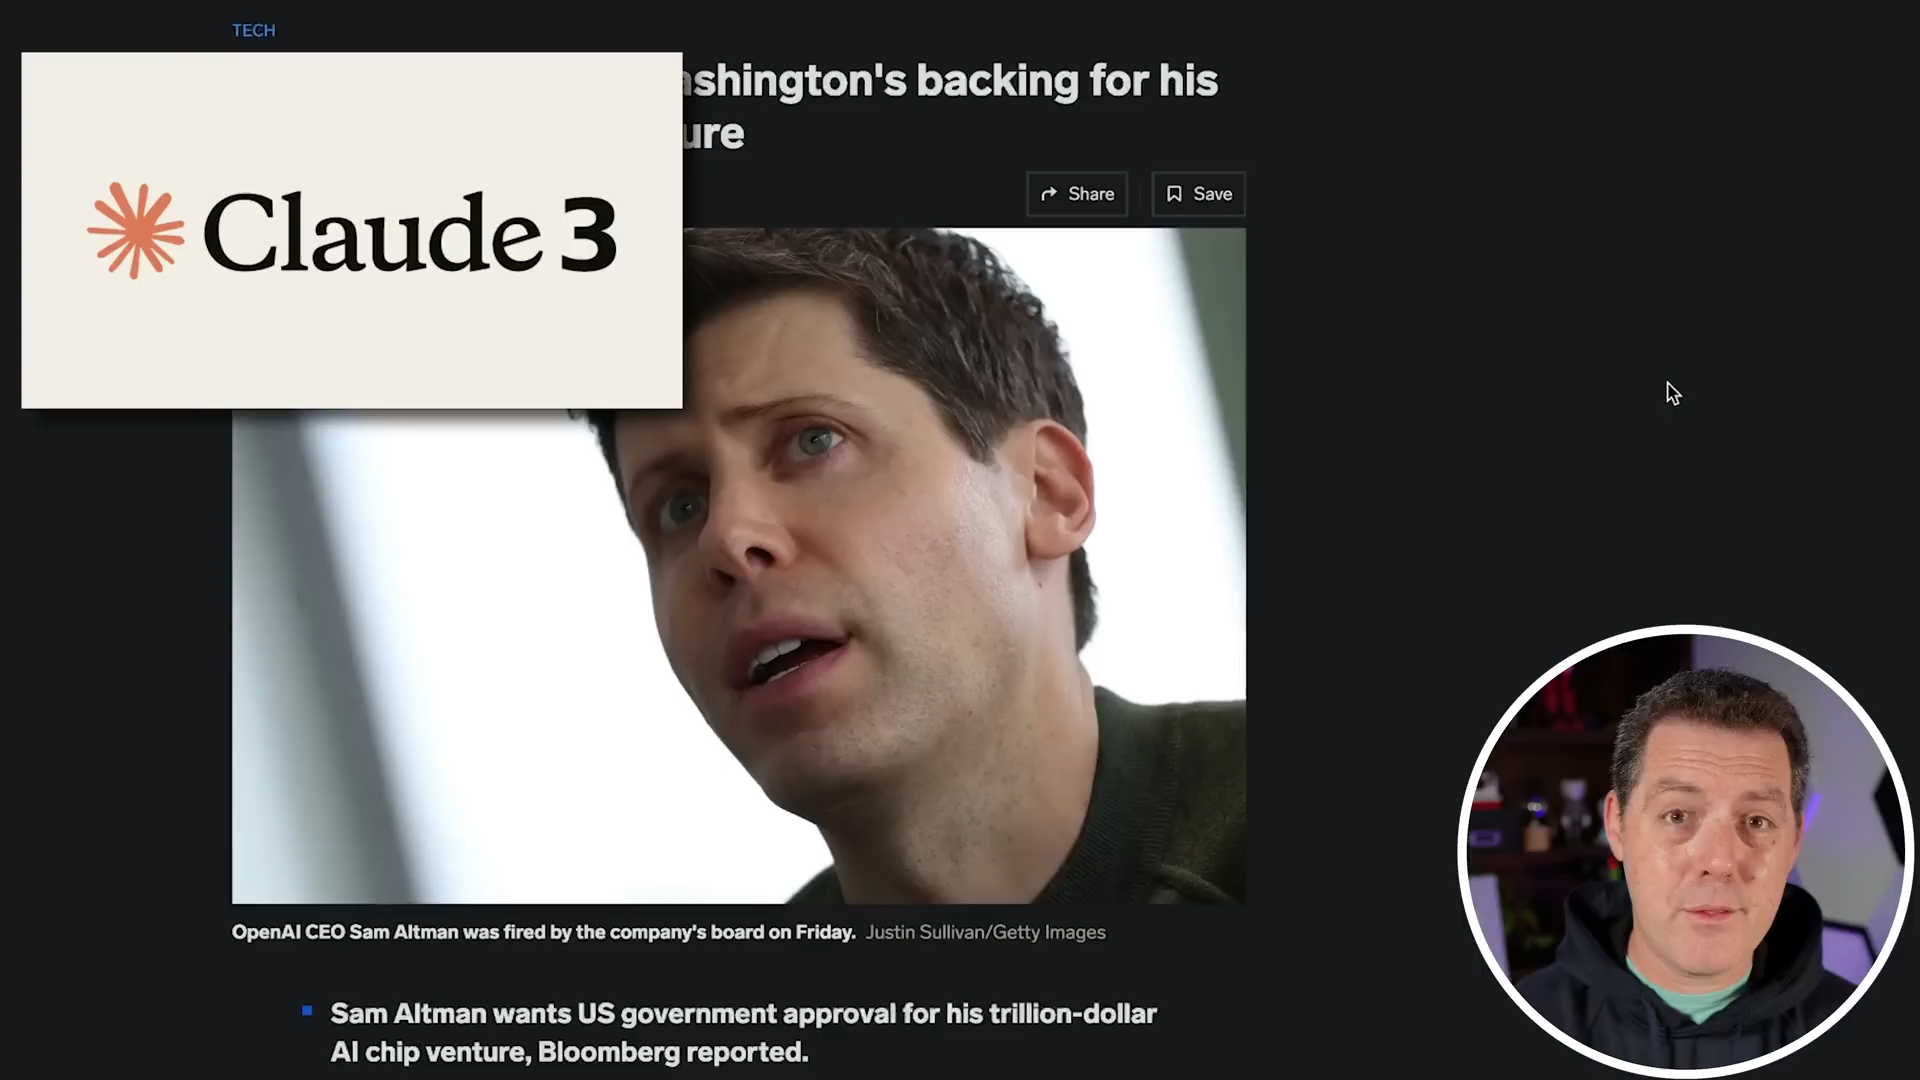 TECH
ashington's backing for his
ure
Claude 3
Share
Save
OpenAI CEO Sam Altman was fired by the company's board on Friday. Justin Sullivan/Getty Images
Sam Altman wants US government approval for his trillion-dollar
AI chip venture, Bloomberg reported.